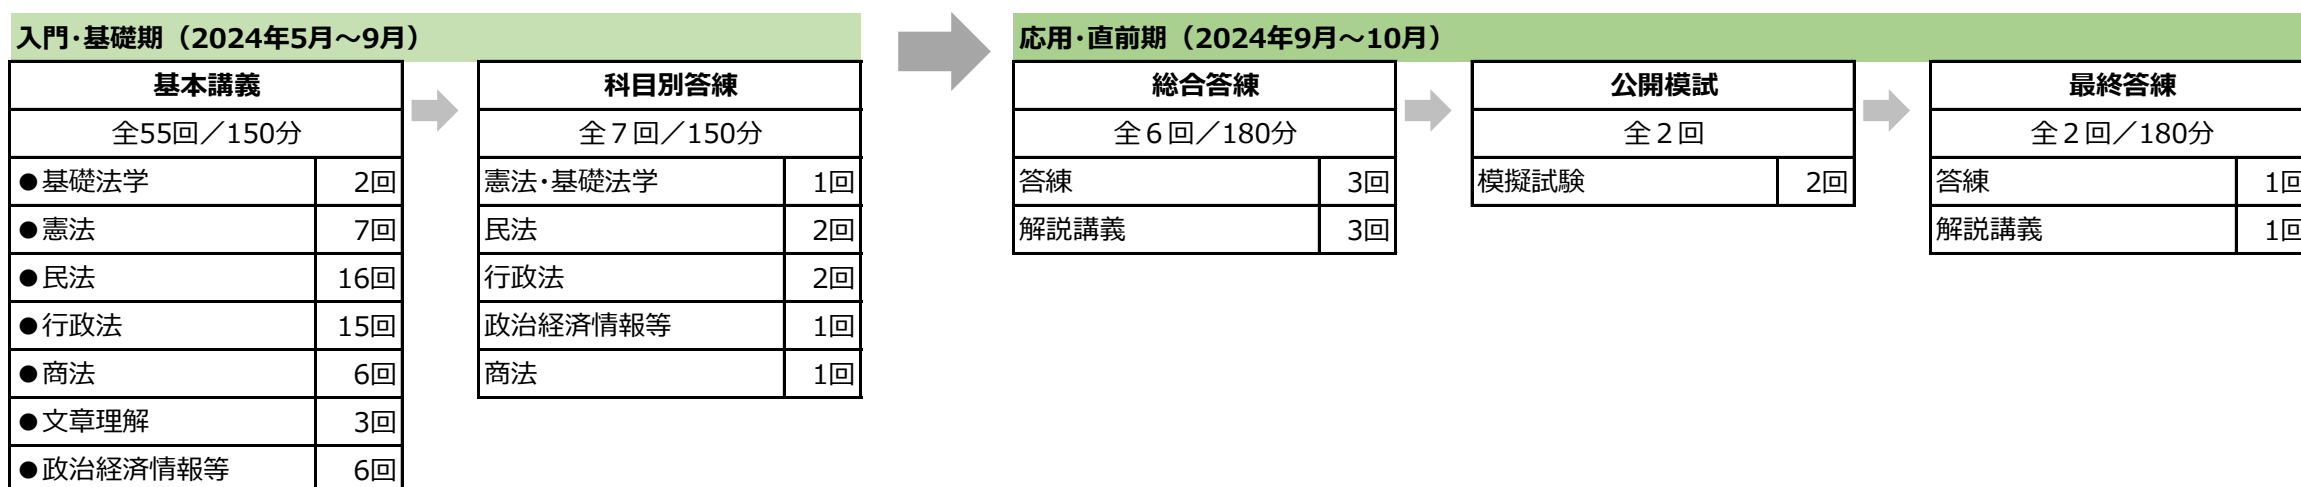 入門･基礎期（2024年5月～9月）
基本講義
全55回／150分
●基礎法学 2回
●憲法 7回
●民法 16回
●行政法 15回
●商法 6回
●文章理解 3回
●政治経済情報等 6回
科目別答練
全７回／150分
憲法･基礎法学 1回
民法 2回
行政法 2回
政治経済情報等 1回
商法 1回
応用･直前期（2024年9月～10月）
総合答練
全６回／180分
答練 3回
解説講義 3回
公開模試
全２回
模擬試験 2回
最終答練
全２回／180分
答練 1回
解説講義 1回